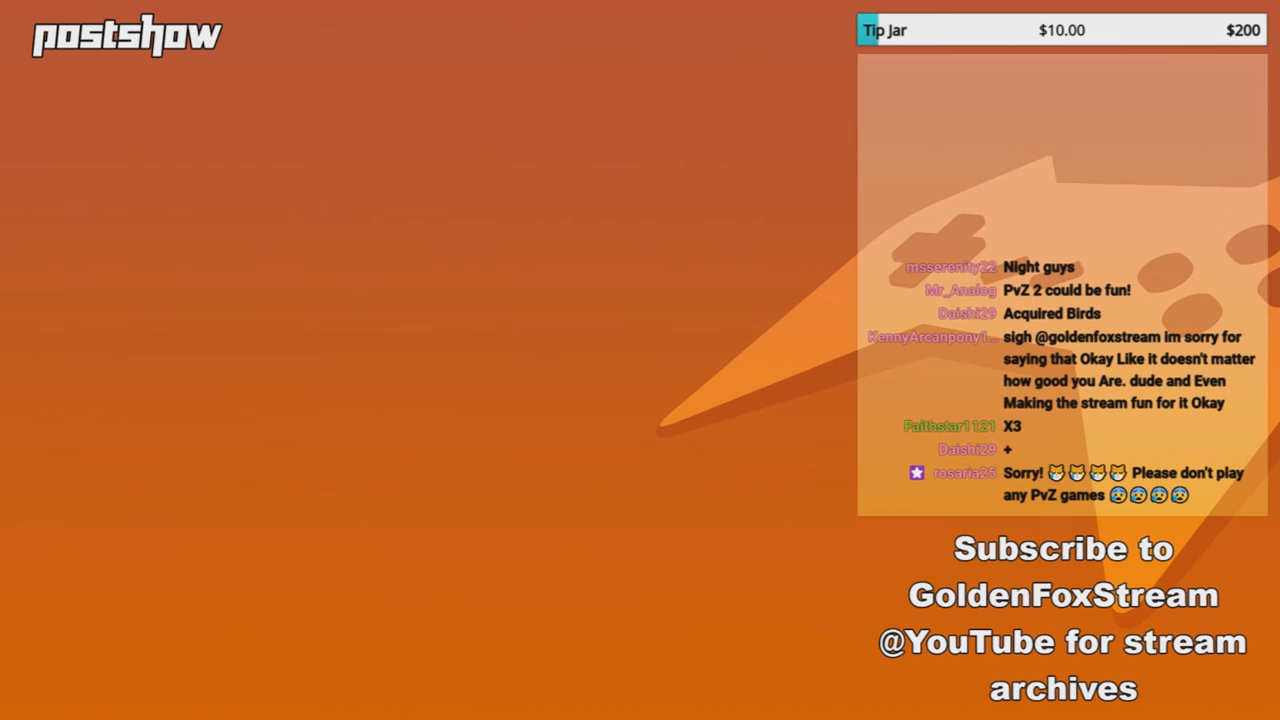 postshow
Tip Jar $10.00 $200
msserenity22 Night guys
Mr_Analog PvZ 2 could be fun!
Daishi29 Acquired Birds
KennyArcanpony1... sigh @goldenfoxstream im sorry for
saying that Okay Like it doesn't matter
how good you Are. dude and Even
Making the stream fun for it Okay
Faithstar1121 X3
Daishi29 +
rosaria25 Sorry! 😹😹😹😹 Please don't play
any PvZ games 😰😰😰😰
Subscribe to
GoldenFoxStream
@YouTube for stream
archives